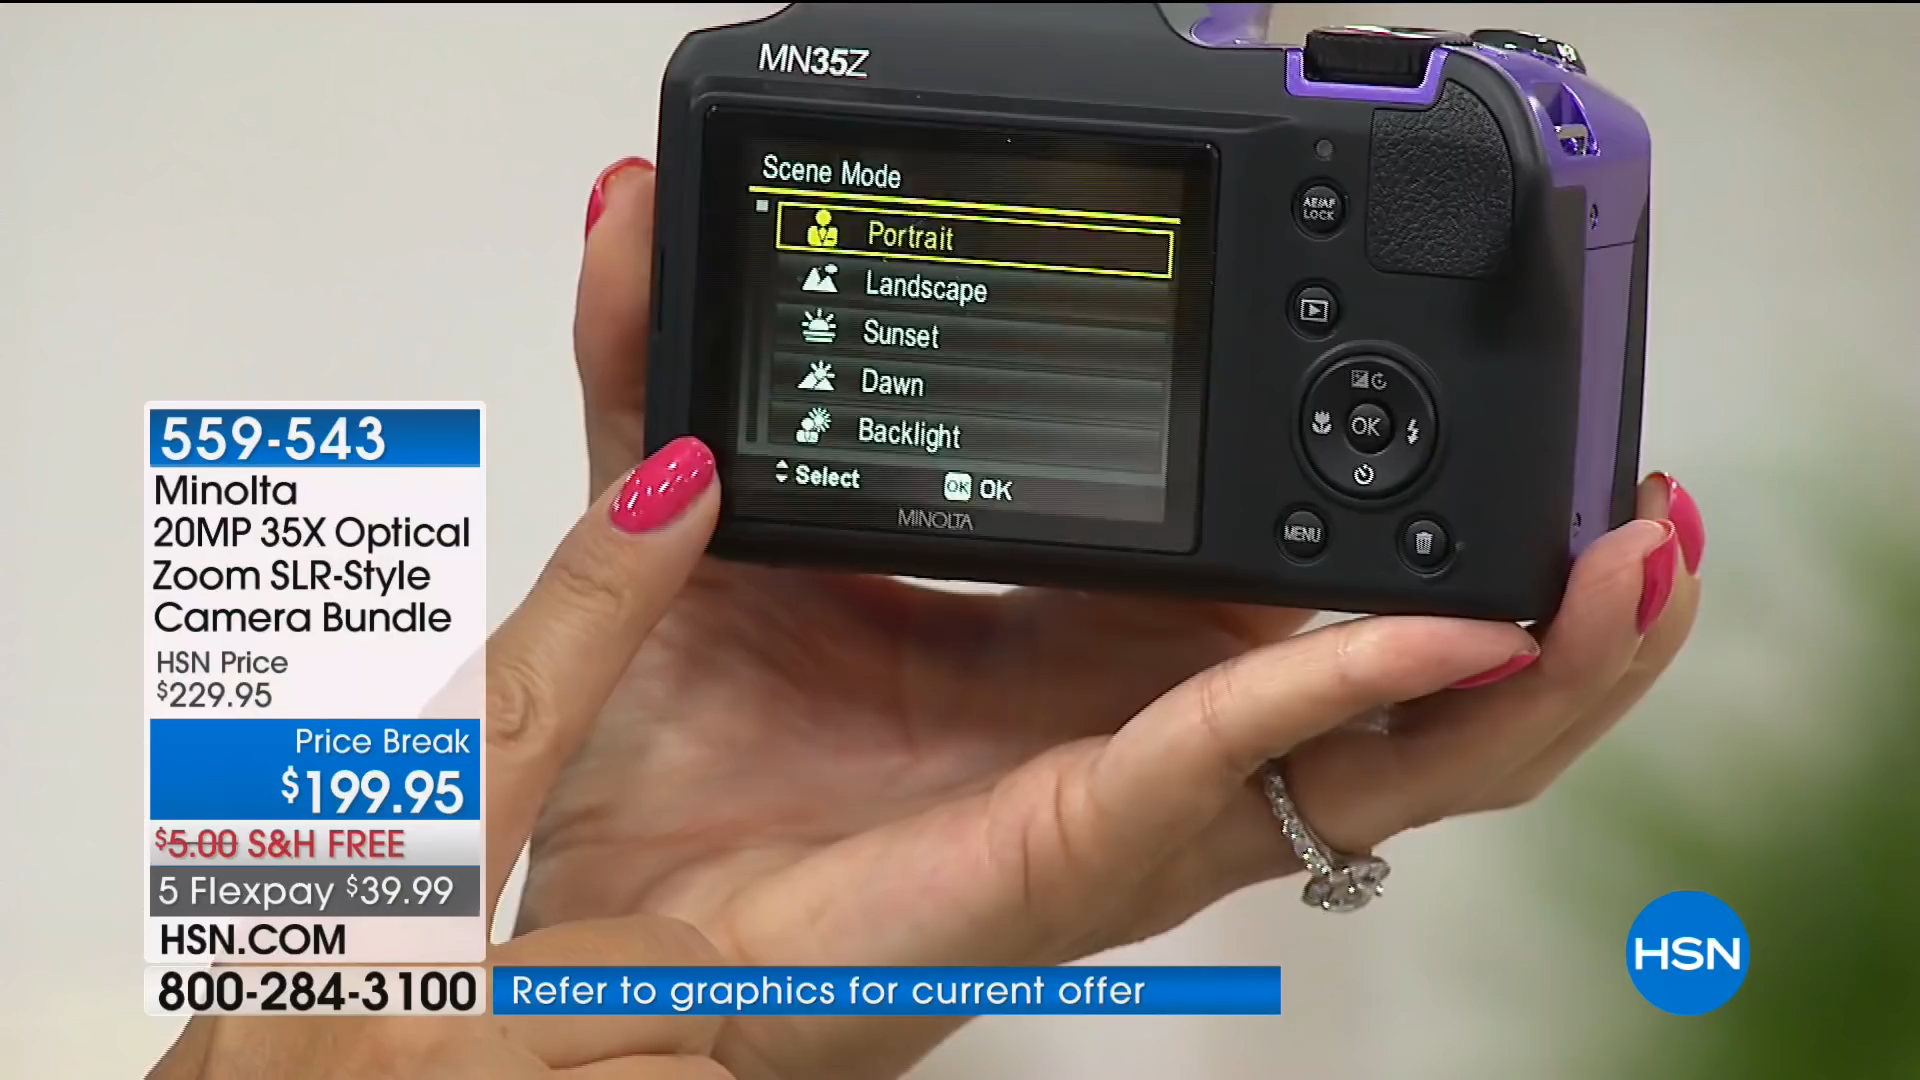 MN35Z
Scene Mode
Portrait
Landscape
Sunset
Dawn
Backlight
Select
OK OK
MINOLTA
AE/AF
LOCK
OK
MENU
559-543
Minolta
20MP 35X Optical
Zoom SLR-Style
Camera Bundle
HSN Price
$229.95
Price Break
$199.95
$5.00 S&H FREE
5 Flexpay $39.99
HSN.COM
800-284-3100
Refer to graphics for current offer
HSN